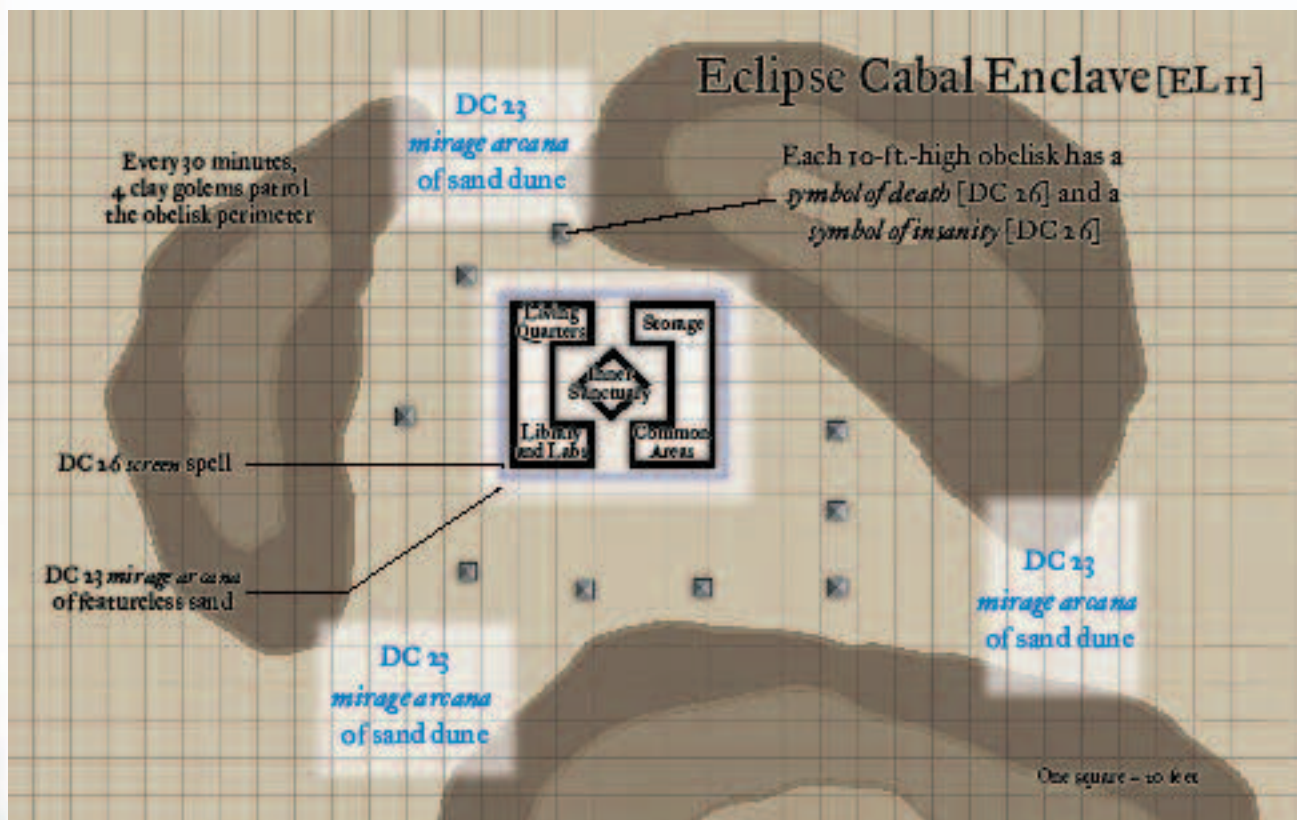 Eclipse Cabal Enclave [EL 11]
DC 23
mirage arcana
of sand dune
Every 30 minutes,
4 clay golems patrol
the obelisk perimeter
Each 10-ft.-high obelisk has a
symbol of death [DC 26] and a
symbol of insanity [DC 26]
Living
Quarters
Storage
Inner
Sanctuary
Library
and Labs
Common
Areas
DC 26 screen spell
DC 23 mirage arcana
of featureless sand
DC 23
mirage arcana
of sand dune
DC 23
mirage arcana
of sand dune
One square = 20 feet